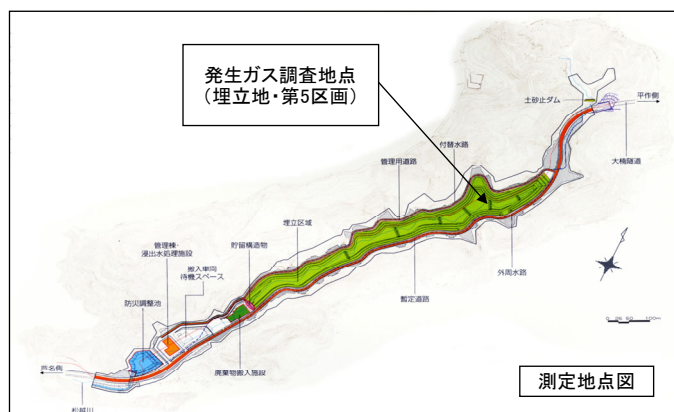 発生ガス調査地点
(埋立地・第5区画)
土砂止ダム
平作側
大楠隧道
付替水路
管理用道路
埋立区域
貯留構造物
管理棟・
浸出水処理施設
搬入車両
待機スペース
防災調整池
外周水路
暫定道路
廃棄物搬入施設
芦名側
松越川
0 25 50 100m
測定地点図